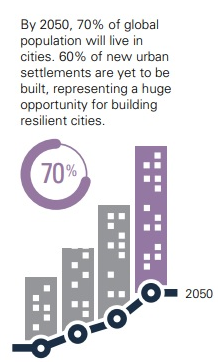 By 2050, 70% of global
population will live in
cities. 60% of new urban
settlements are yet to be
built, representing a huge
opportunity for building
resilient cities.
70%
2050